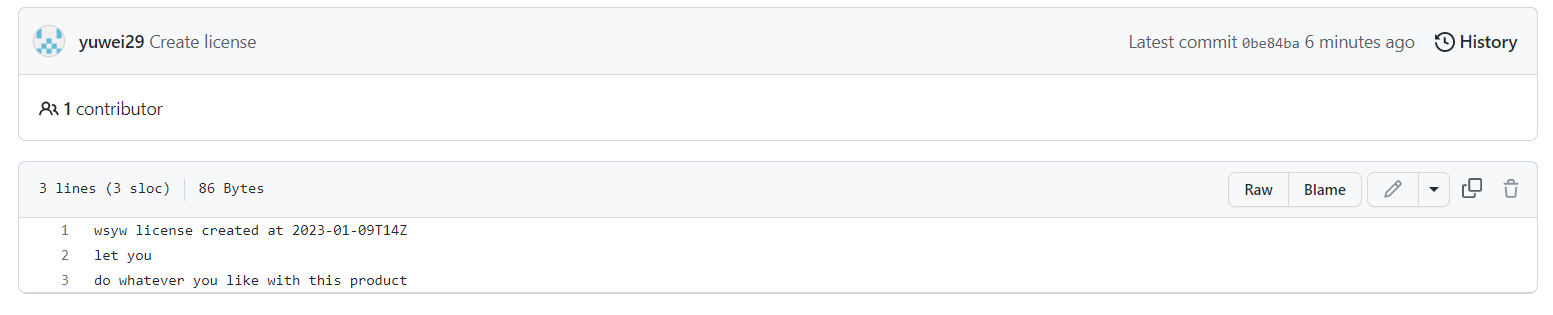 yuwei29 Create license Latest commit 0be84ba 6 minutes ago History
1 contributor
3 lines (3 sloc) 86 Bytes Raw Blame
1 wsyw license created at 2023-01-09T14Z
2 let you
3 do whatever you like with this product